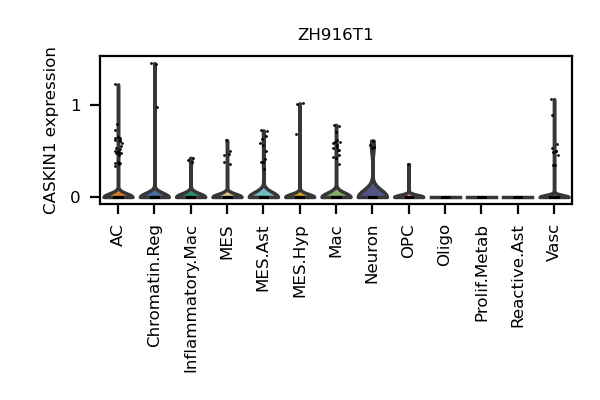 ZH916T1
CASKIN1 expression
1
0
AC
Chromatin.Reg
Inflammatory.Mac
MES
MES.Ast
MES.Hyp
Mac
Neuron
OPC
Oligo
Prolif.Metab
Reactive.Ast
Vasc